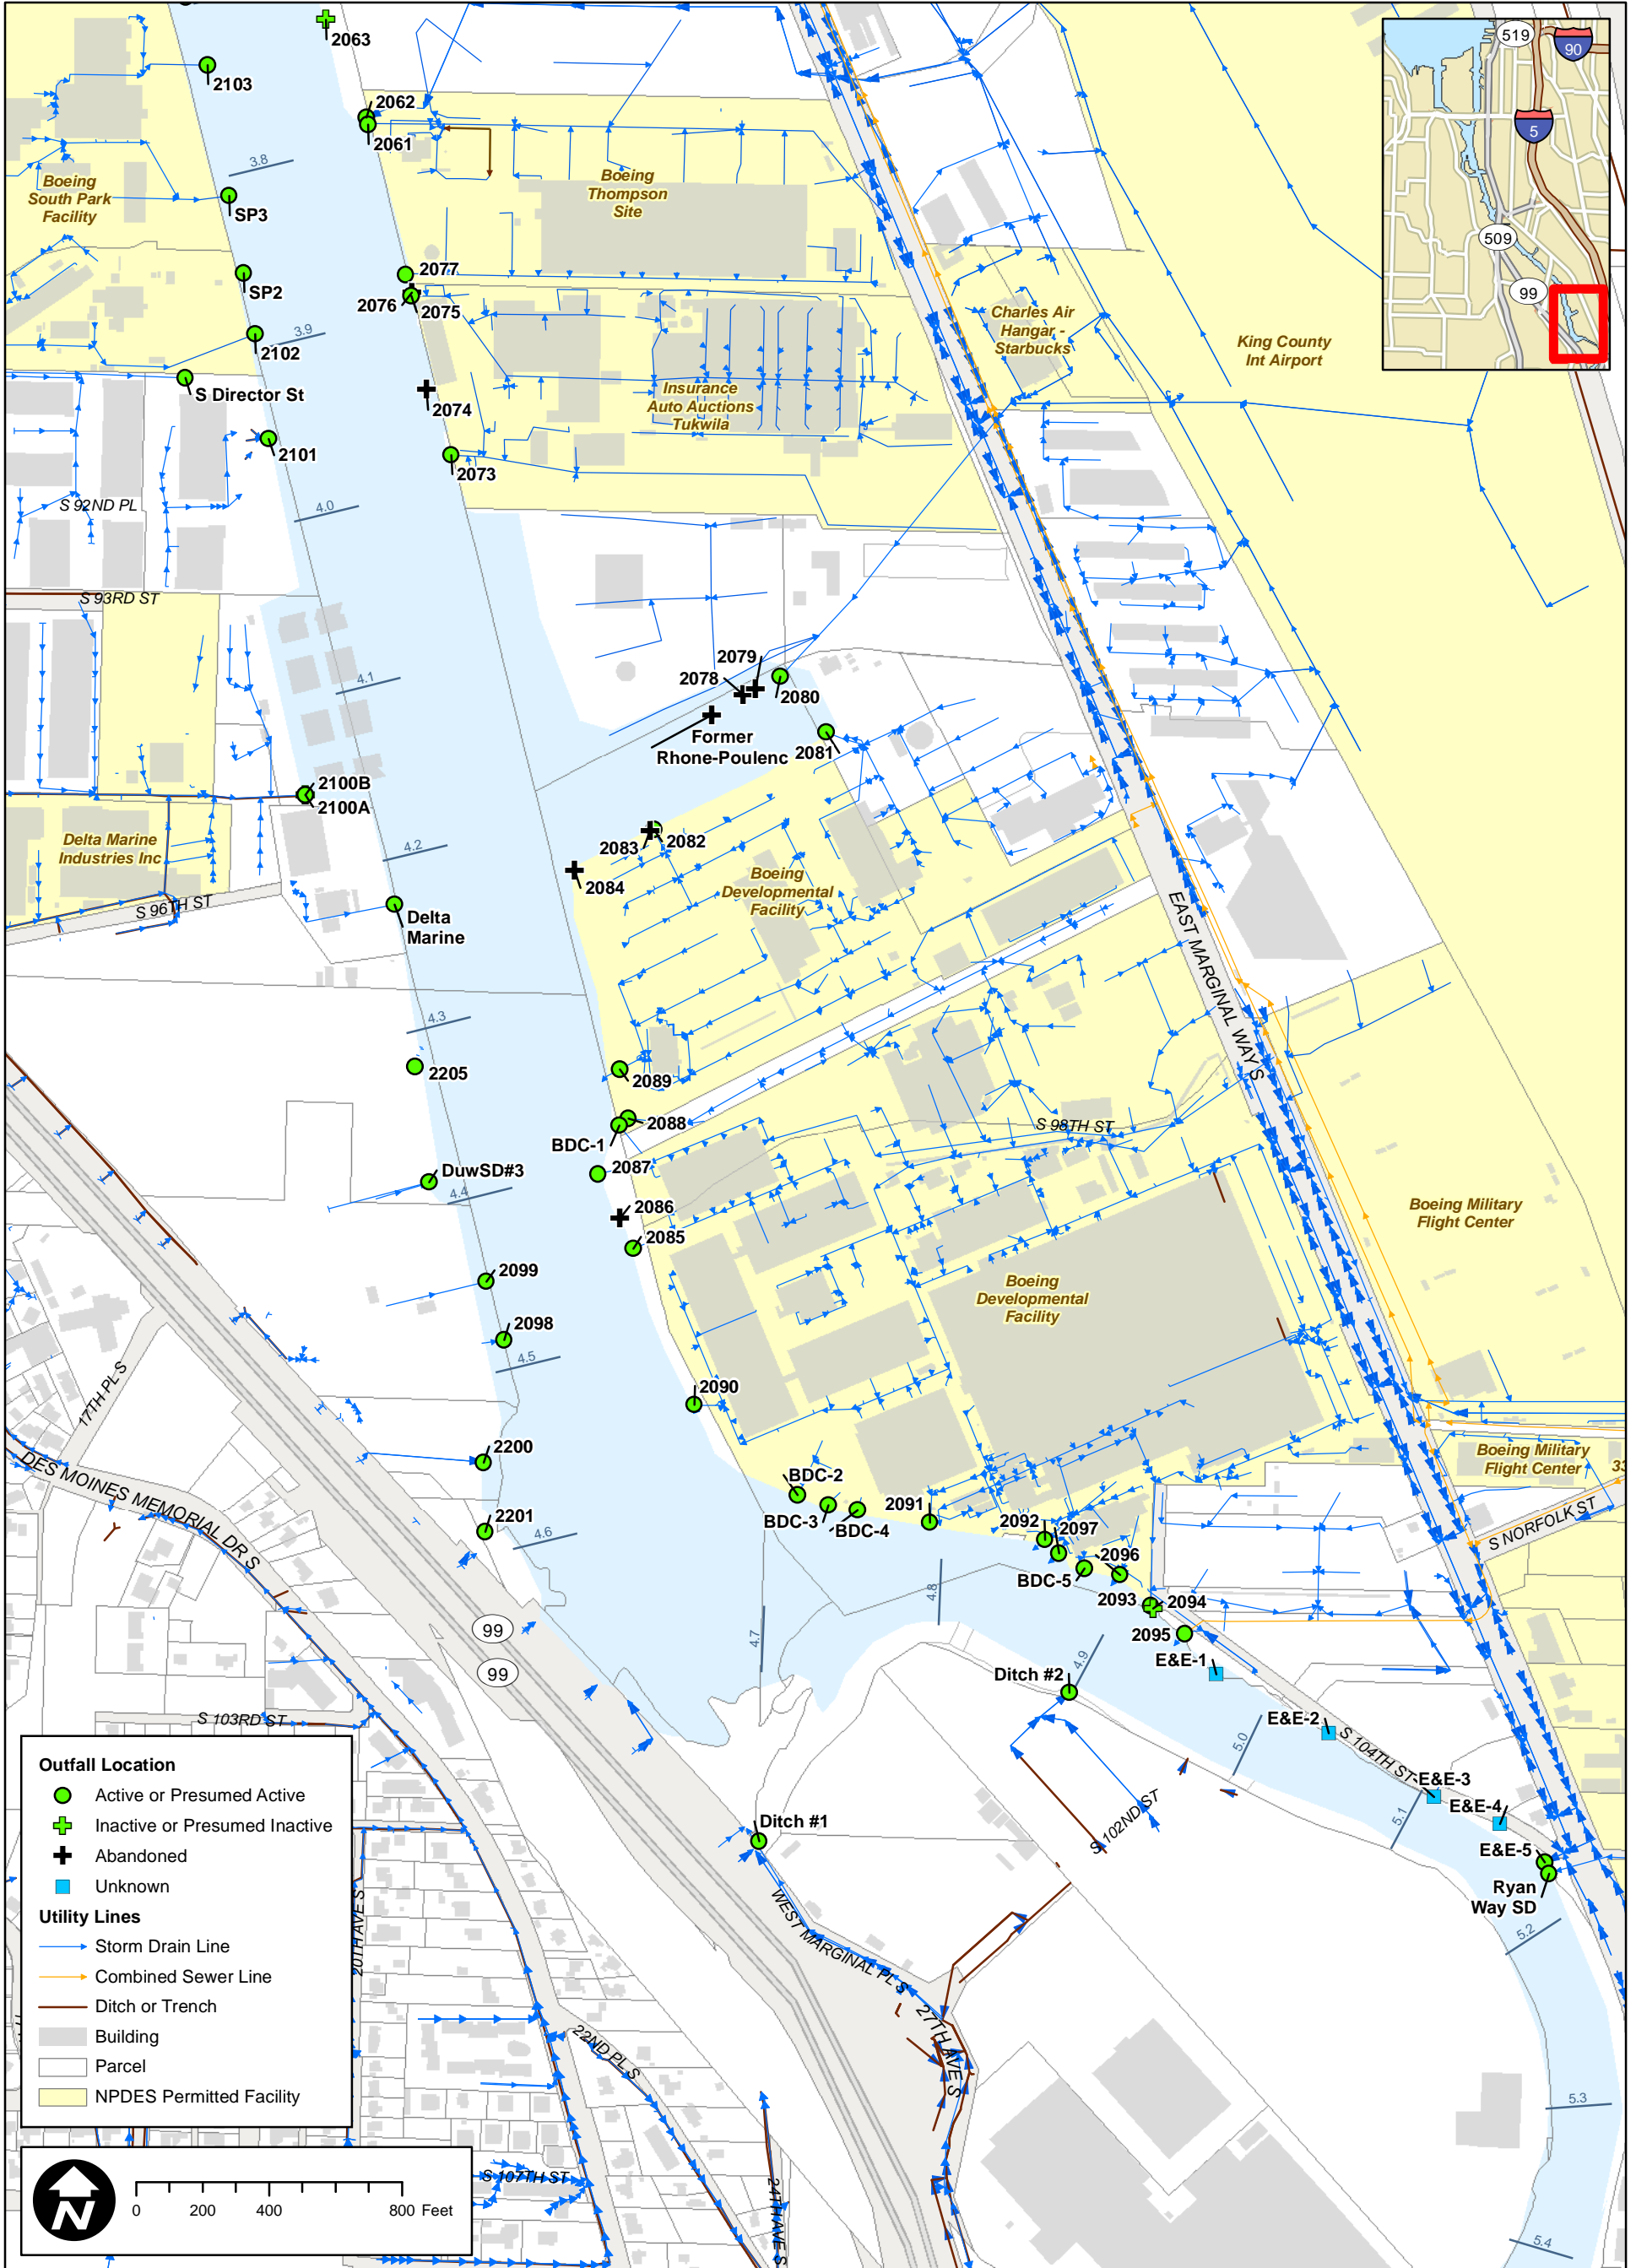 2063
519
90
2103
2062
2061
5
3.8
Boeing
South Park
Facility
Boeing
Thompson
Site
SP3
509
2077
SP2
2076
2075
99
Charles Air
Hangar -
Starbucks
King County
Int Airport
3.9
2102
S Director St
Insurance
Auto Auctions
Tukwila
2074
2101
2073
S 92ND PL
4.0
S 93RD ST
2079
2078
2080
4.1
Former
Rhone-Poulenc
2081
2100B
2100A
Delta Marine
Industries Inc
4.2
2083
2082
2084
Boeing
Developmental
Facility
S 96TH ST
Delta
Marine
EAST MARGINAL WAY S
4.3
2205
2089
2088
BDC-1
S 98TH ST
2087
DuwSD#3
4.4
2086
2085
Boeing Military
Flight Center
2099
Boeing
Developmental
Facility
2098
4.5
17TH PL S
2090
2200
DES MOINES MEMORIAL DR S
Boeing Military
Flight Center
33
BDC-2
BDC-3
BDC-4
2091
2201
4.6
2092
2097
S NORFOLK ST
BDC-5
2096
4.8
2093
2094
99
4.7
2095
4.9
E&E-1
99
Ditch #2
E&E-2
S 103RD ST
5.0
S 104TH ST
E&E-3
E&E-4
5.1
S 102ND ST
Ditch #1
E&E-5
Ryan
Way SD
5.2
WEST MARGINAL PL S
27TH AVE S
20TH AVE S
22ND PL S
5.3
S 107TH ST
24TH AVE S
5.4
Outfall Location
Active or Presumed Active
Inactive or Presumed Inactive
Abandoned
Unknown
Utility Lines
Storm Drain Line
Combined Sewer Line
Ditch or Trench
Building
Parcel
NPDES Permitted Facility
N
0 200 400 800 Feet